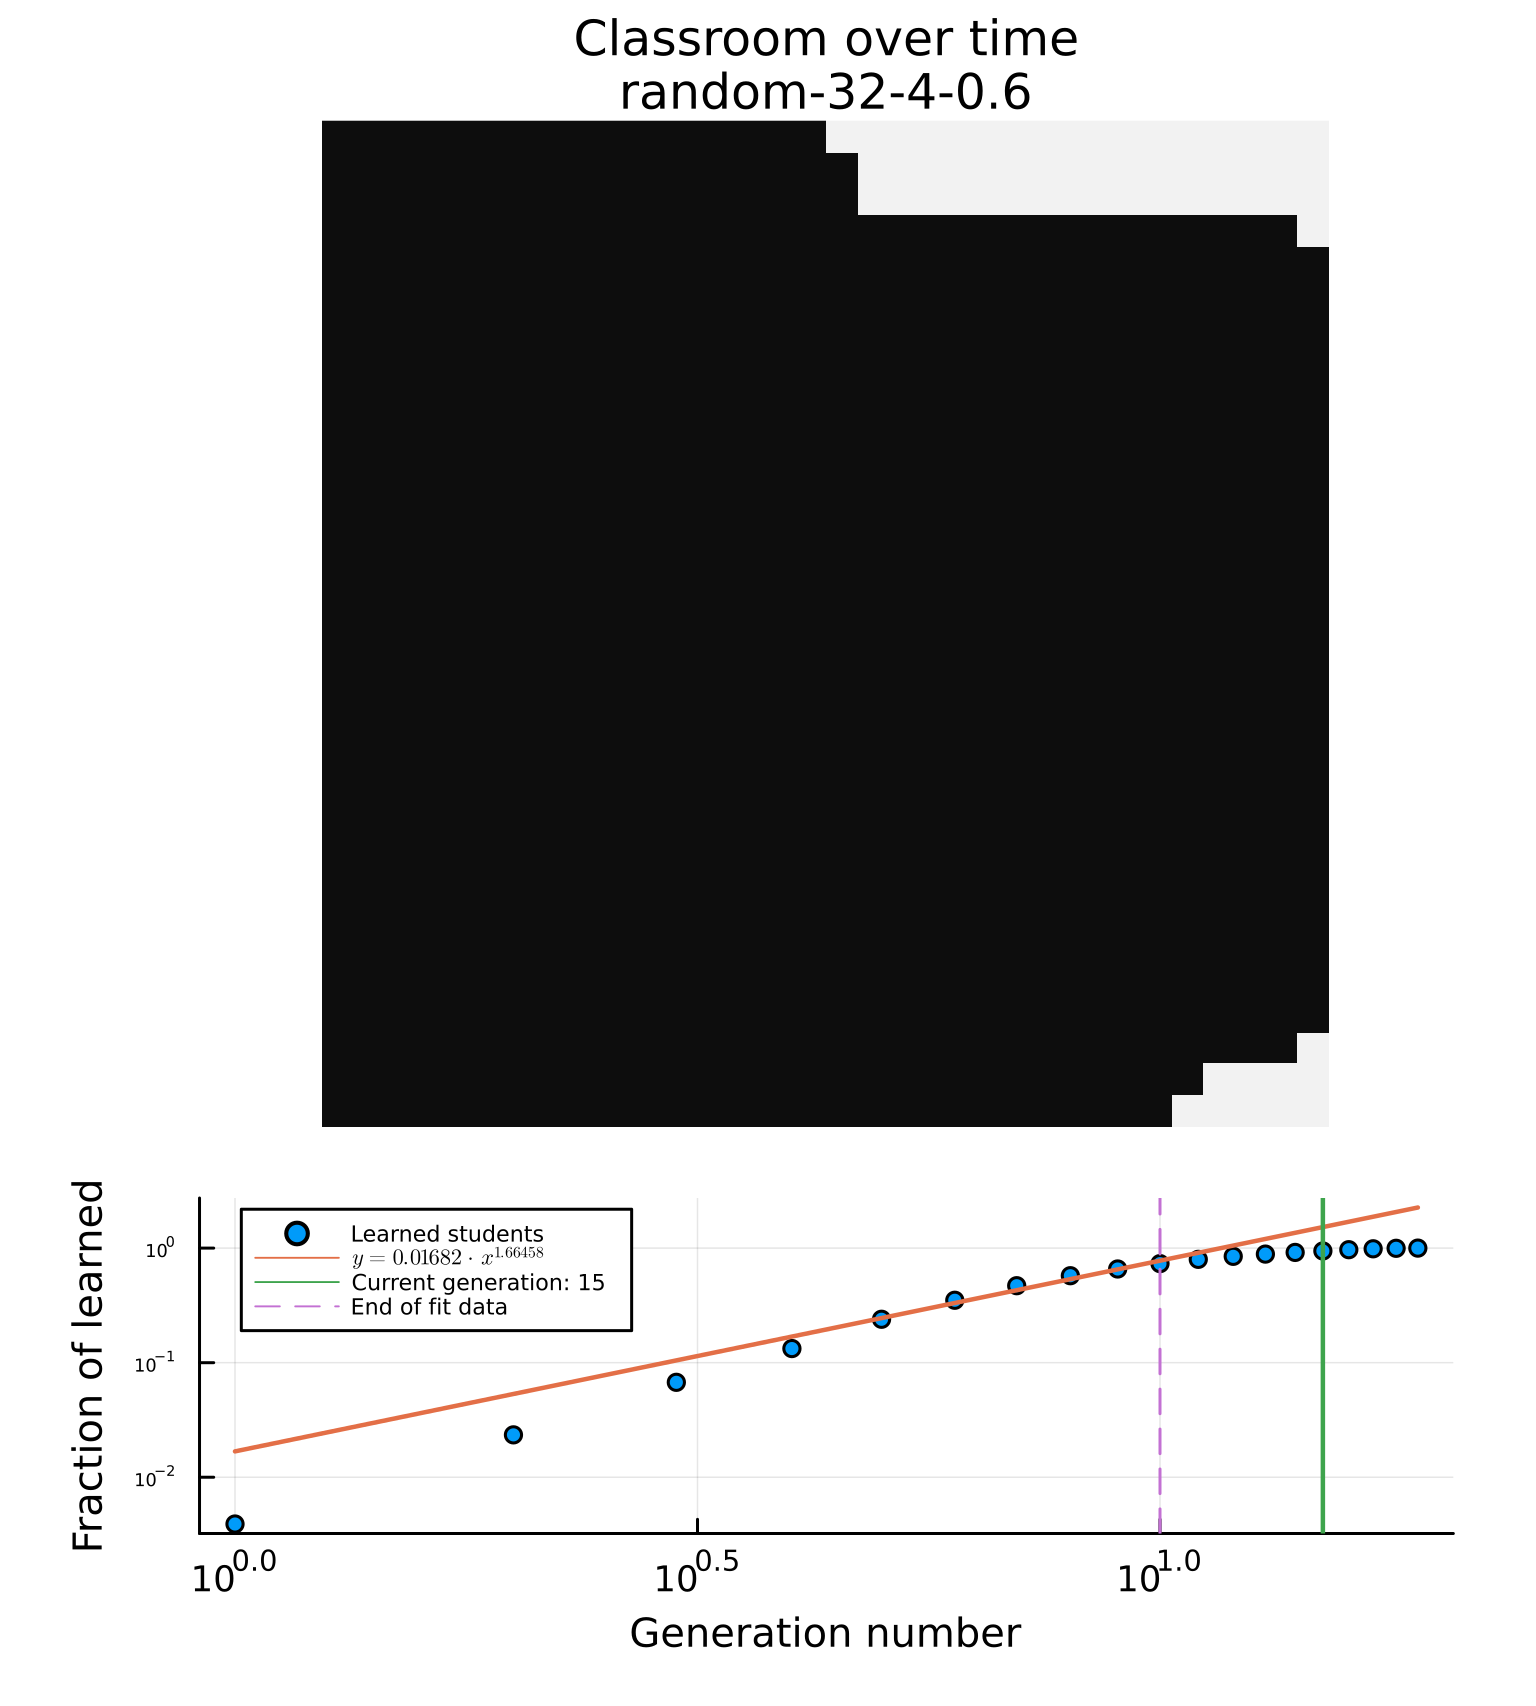 Classroom over time
random-32-4-0.6
Fraction of learned
10⁰
10⁻¹
10⁻²
Learned students
y = 0.01682 · x^1.66458
Current generation: 15
End of fit data
10^0.0
10^0.5
10^1.0
Generation number